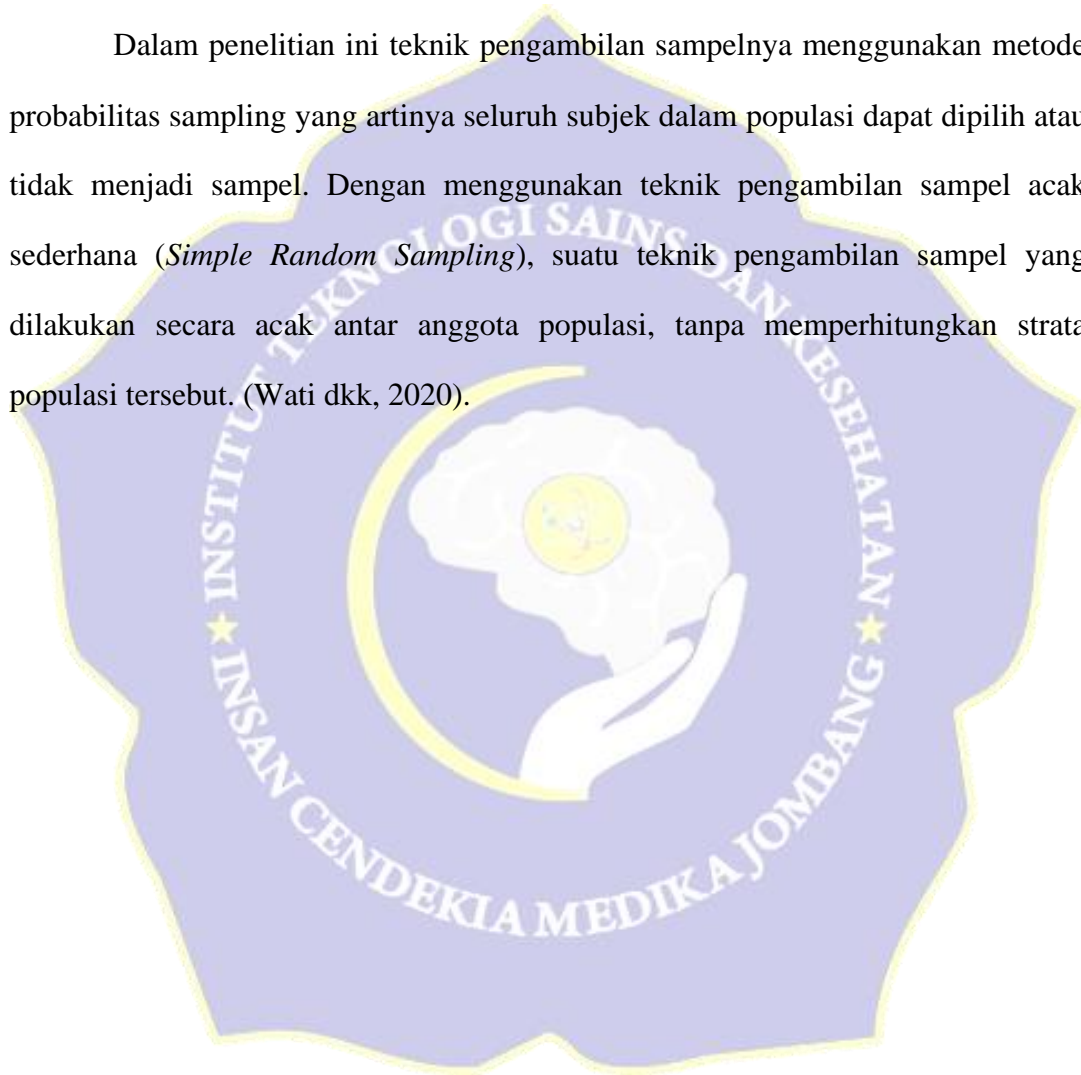 Dalam penelitian ini teknik pengambilan sampelnya menggunakan metode
probabilitas sampling yang artinya seluruh subjek dalam populasi dapat dipilih atau
tidak menjadi sampel. Dengan menggunakan teknik pengambilan sampel acak
sederhana (Simple Random Sampling), suatu teknik pengambilan sampel yang
dilakukan secara acak antar anggota populasi, tanpa memperhitungkan strata
populasi tersebut. (Wati dkk, 2020).
INSTITUT TEKNOLOGI SAINS DAN KESEHATAN
INSAN CENDEKIA MEDIKA JOMBANG